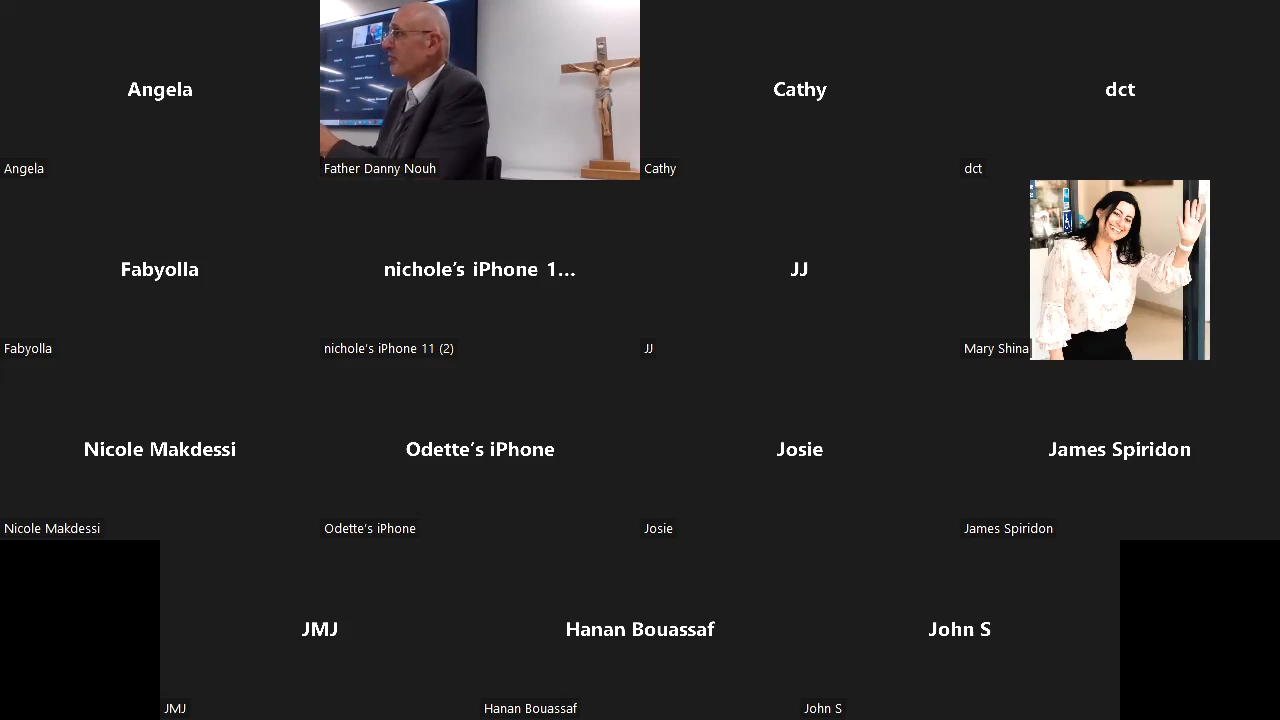 Angela
Cathy
dct
Angela
Father Danny Nouh
Cathy
dct
Fabyolla
nichole's iPhone 1...
JJ
Fabyolla
nichole's iPhone 11 (2)
JJ
Mary Shina
Nicole Makdessi
Odette's iPhone
Josie
James Spiridon
Nicole Makdessi
Odette's iPhone
Josie
James Spiridon
JMJ
Hanan Bouassaf
John S
JMJ
Hanan Bouassaf
John S